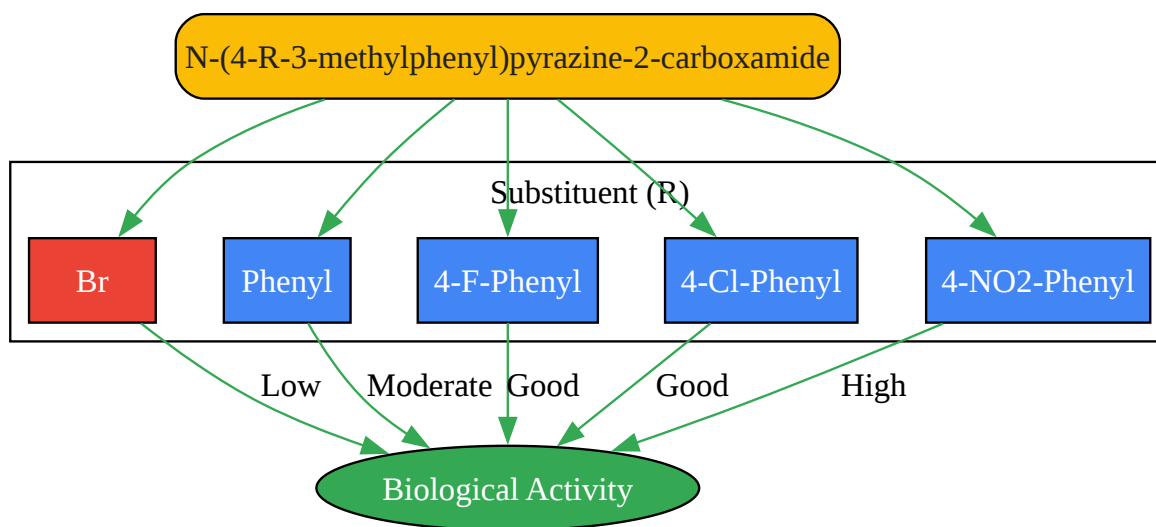 N-(4-R-3-methylphenyl)pyrazine-2-carboxamide
Substituent (R)
Br
Phenyl
4-F-Phenyl
4-Cl-Phenyl
4-NO2-Phenyl
Low
Moderate
Good
Good
High
Biological Activity